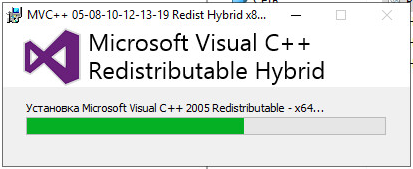 MVC++ 05-08-10-12-13-19 Redist Hybrid x8...
Microsoft Visual C++
Redistributable Hybrid
Установка Microsoft Visual C++ 2005 Redistributable - x64...